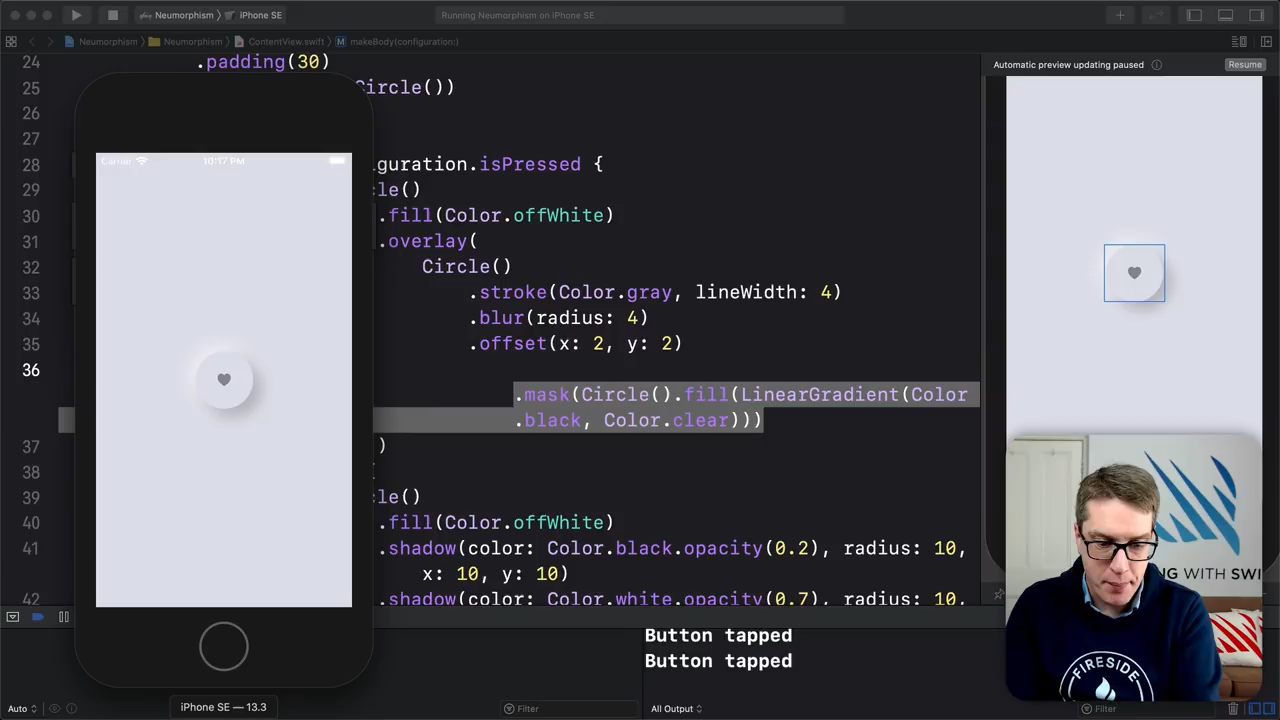 Neumorphism
iPhone SE
Running Neumorphism on iPhone SE
Neumorphism
Neumorphism
ContentView.swift
makeBody(configuration:)
24 .padding(30)
25 Circle())
26
27
28 guration.isPressed {
29 le()
30 .fill(Color.offWhite)
31 .overlay(
32 Circle()
33 .stroke(Color.gray, lineWidth: 4)
34 .blur(radius: 4)
35 .offset(x: 2, y: 2)
36
.mask(Circle().fill(LinearGradient(Color
.black, Color.clear)))
37 )
38
39 le()
40 .fill(Color.offWhite)
41 .shadow(color: Color.black.opacity(0.2), radius: 10,
x: 10, y: 10)
42 .shadow(color: Color.white.opacity(0.7), radius: 10,
Automatic preview updating paused
Resume
Carrier
10:17 PM
NG WITH SWI
FIRESIDE
Button tapped
Button tapped
iPhone SE — 13.3
Auto
Filter
All Output
Filter